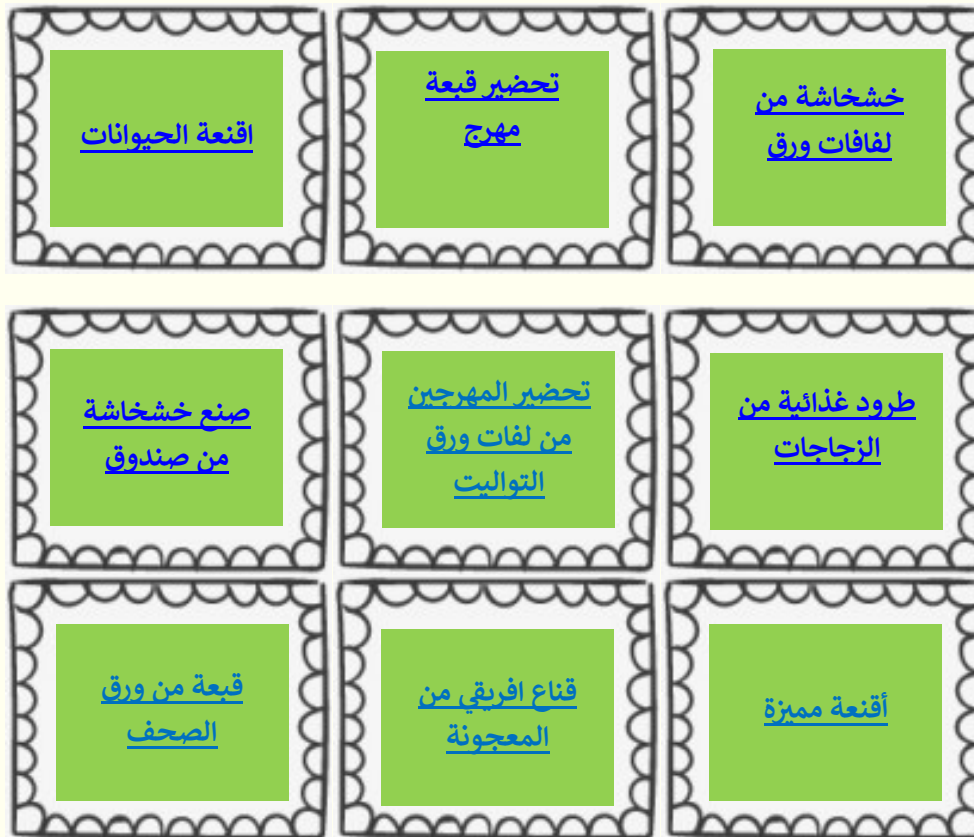 خشخاشة من
لفافات ورق
تحضير قبعة
مهرج
اقنعة الحيوانات
طرود غذائية من
الزجاجات
تحضير المهرجين
من لفات ورق
التواليت
صنع خشخاشة
من صندوق
أقنعة مميزة
قناع افريقي من
المعجونة
قبعة من ورق
الصحف